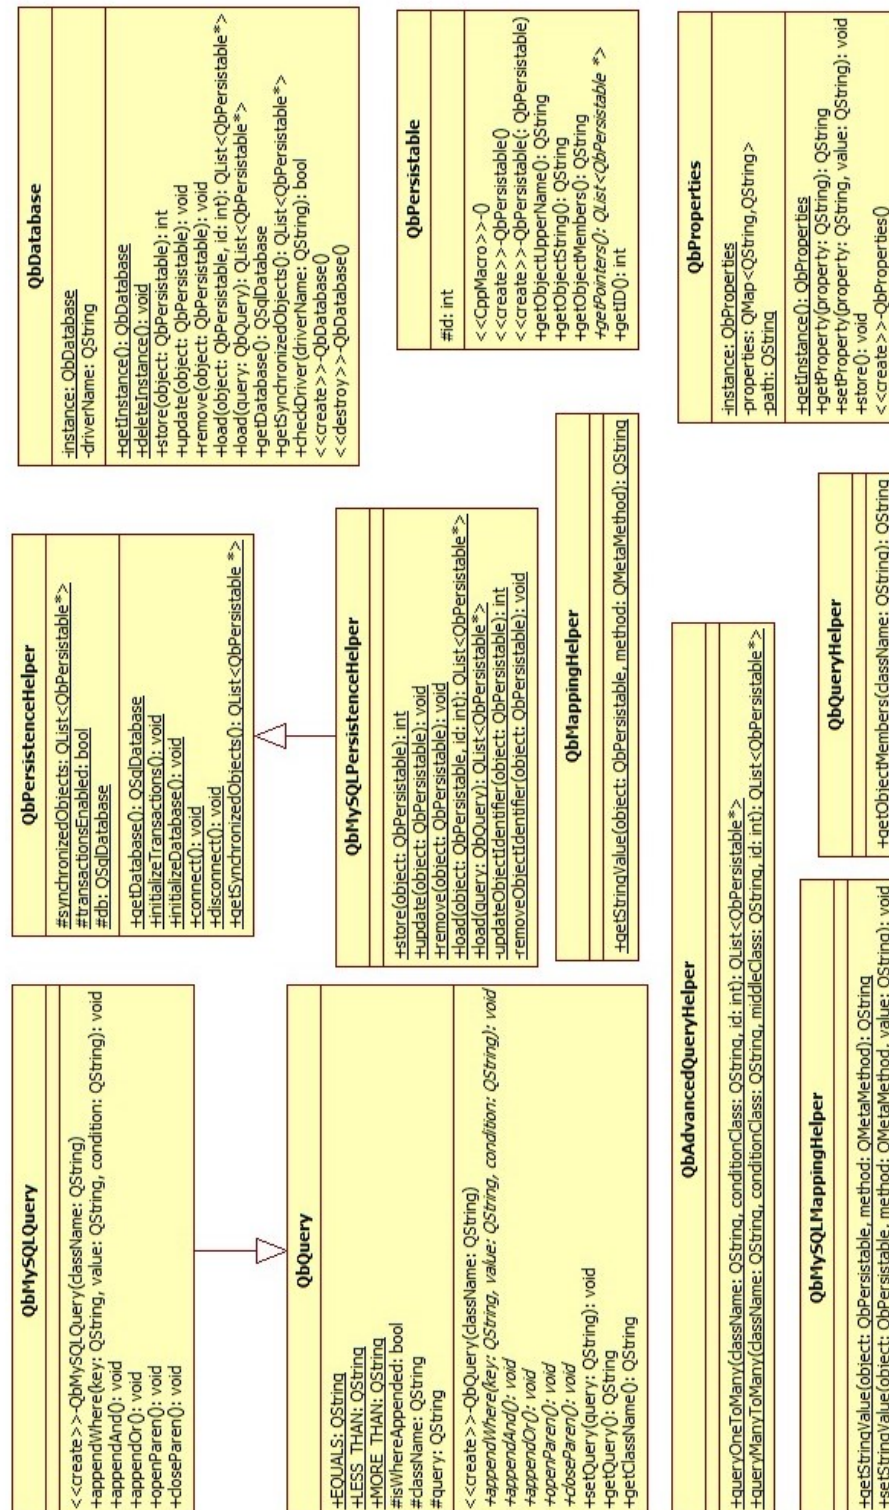 QbMySQLQuery
<<create>>-QbMySQLQuery(className: QString)
+appendWhere(key: QString, value: QString, condition: QString): void
+appendAnd(): void
+appendOr(): void
+openParen(): void
+closeParen(): void
QbPersistenceHelper
#synchronizedObjects: QList<QbPersistable*>
#transactionsEnabled: bool
#db: QSqlDatabase
+getDatabase(): QSqlDatabase
+initializeTransactions(): void
+initializeDatabase(): void
+connect(): void
+disconnect(): void
+getSynchronizedObjects(): QList<QbPersistable *>
QbDatabase
-instance: QbDatabase
-driverName: QString
+getInstance(): QbDatabase
+deleteInstance(): void
+store(object: QbPersistable): int
+update(object: QbPersistable): void
+remove(object: QbPersistable): void
+load(object: QbPersistable, id: int): QList<QbPersistable*>
+load(query: QbQuery): QList<QbPersistable*>
+getDatabase(): QSqlDatabase
+getSynchronizedObjects(): QList<QbPersistable*>
+checkDriver(driverName: QString): bool
<<create>>-QbDatabase()
<<destroy>>-QbDatabase()
QbQuery
+EQUALS: QString
+LESS_THAN: QString
+MORE_THAN: QString
#isWhereAppended: bool
#className: QString
#query: QString
<<create>>-QbQuery(className: QString)
+appendWhere(key: QString, value: QString, condition: QString): void
+appendAnd(): void
+appendOr(): void
+openParen(): void
+closeParen(): void
+setQuery(query: QString): void
+getQuery(): QString
+getClassName(): QString
QbMySQLPersistenceHelper
+store(object: QbPersistable): int
+update(object: QbPersistable): void
+remove(object: QbPersistable): void
+load(object: QbPersistable, id: int): QList<QbPersistable*>
+load(query: QbQuery): QList<QbPersistable*>
-updateObjectIdentifier(object: QbPersistable): int
-removeObjectIdentifier(object: QbPersistable): void
QbPersistable
#id: int
<<CppMacro>>-()
<<create>>-QbPersistable()
<<create>>-QbPersistable(: QbPersistable)
+getObjectUpperName(): QString
+getObjectString(): QString
+getObjectMembers(): QString
+getPointers(): QList<QbPersistable *>
+getID(): int
QbMappingHelper
+getStringValue(object: QbPersistable, method: QMetaMethod): QString
QbAdvancedQueryHelper
+queryOneToMany(className: QString, conditionClass: QString, id: int): QList<QbPersistable*>
+queryManyToMany(className: QString, conditionClass: QString, middleClass: QString, id: int): QList<QbPersistable*>
QbProperties
-instance: QbProperties
-properties: QMap<QString,QString>
-path: QString
+getInstance(): QbProperties
+getProperty(property: QString): QString
+setProperty(property: QString, value: QString): void
+store(): void
<<create>>-QbProperties()
QbMySQLMappingHelper
+getStringValue(object: QbPersistable, method: QMetaMethod): QString
+setStringValue(object: QbPersistable, method: QMetaMethod, value: QString): void
QbQueryHelper
+getObjectMembers(className: QString): QString